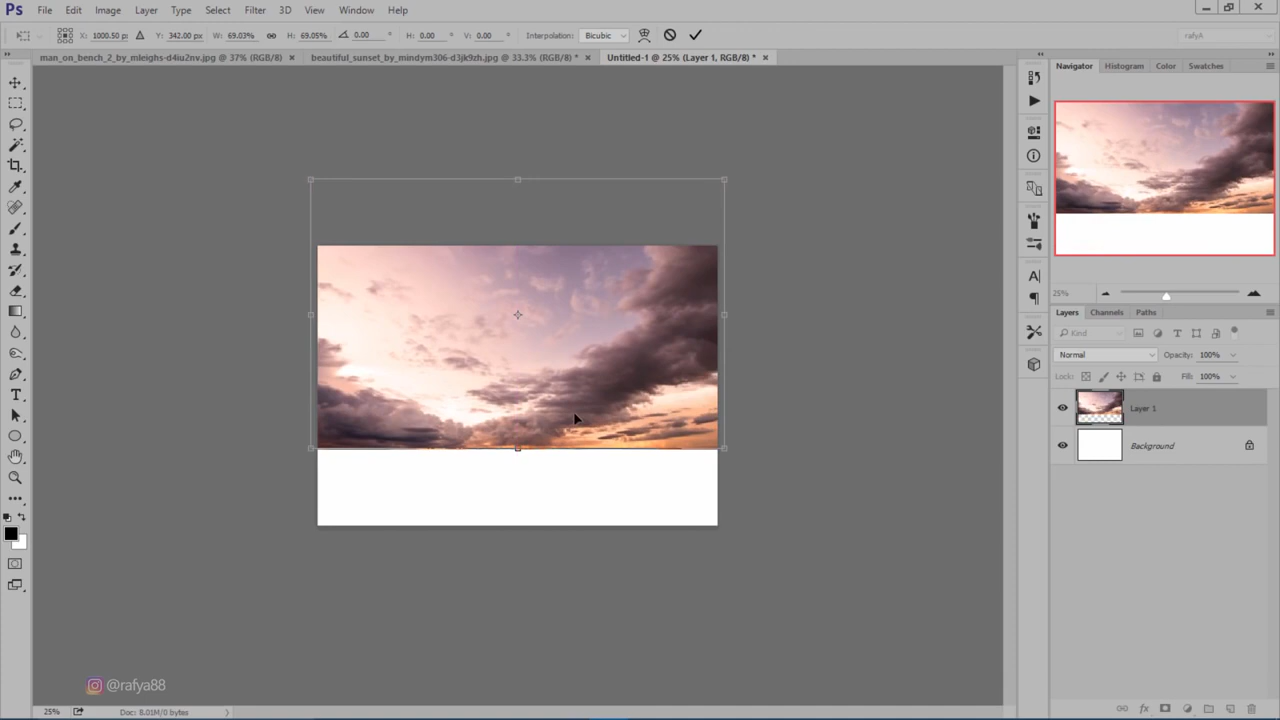 Ps File Edit Image Layer Type Select Filter 3D View Window Help
X: 1000.50 p Y: 342.00 px W: 69.03% H: 69.05% 0.00 ° H: 0.00 ° V: 0.00 ° Interpolation: Bicubic rafyA
man_on_bench_2_by_mleighs-d4iu2nv.jpg @ 37% (RGB/8) × beautiful_sunset_by_mindym306-d3jk9zh.jpg @ 33.3% (RGB/8) * × Untitled-1 @ 25% (Layer 1, RGB/8) * ×
Navigator Histogram Color Swatches
25%
Layers Channels Paths
Kind
Normal Opacity: 100%
Lock: Fill: 100%
Layer 1
Background
@rafya88
25% Doc: 8.01M/0 bytes